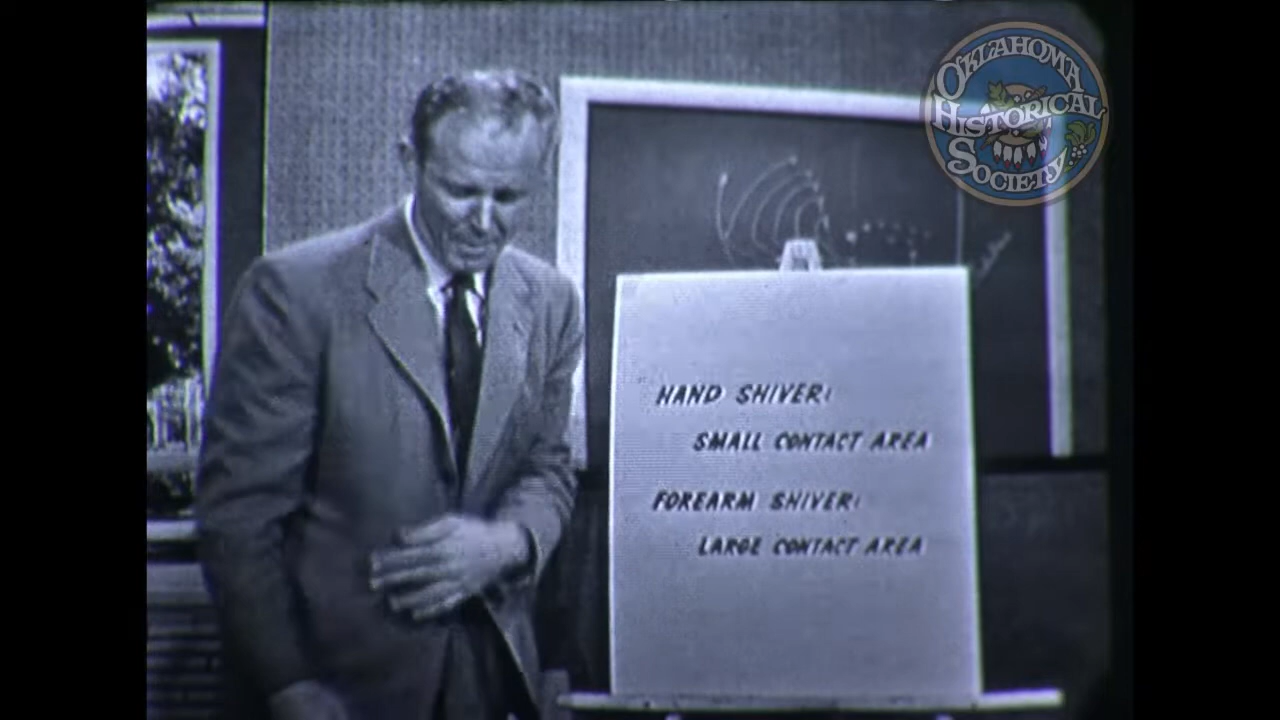 OKLAHOMA
HISTORICAL
SOCIETY
HAND SHIVER:
SMALL CONTACT AREA
FOREARM SHIVER:
LARGE CONTACT AREA